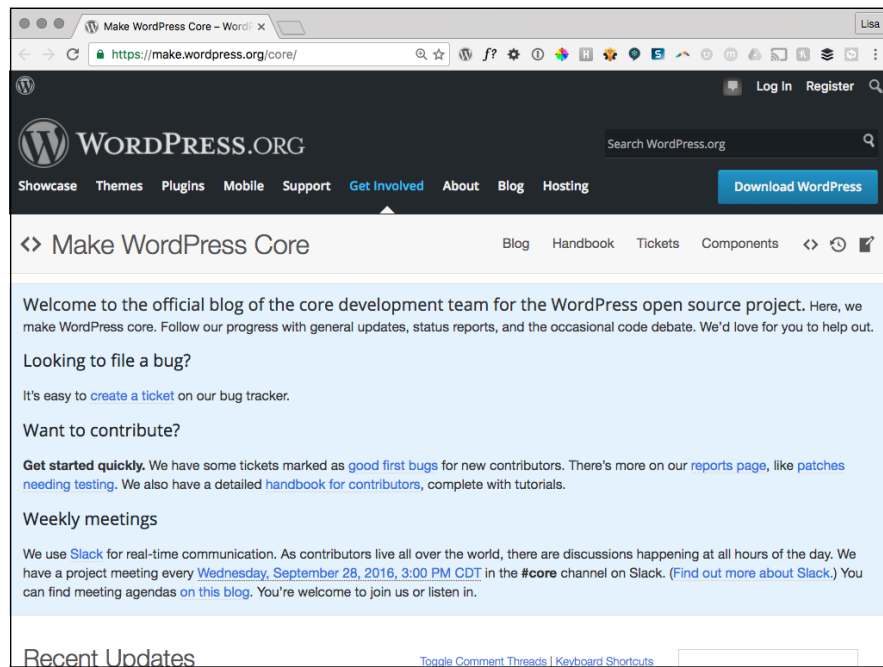 Make WordPress Core – WordP
Lisa
https://make.wordpress.org/core/
f?
Log In Register
WORDPRESS.ORG
Search WordPress.org
Showcase Themes Plugins Mobile Support Get Involved About Blog Hosting
Download WordPress
Make WordPress Core
Blog Handbook Tickets Components
Welcome to the official blog of the core development team for the WordPress open source project. Here, we
make WordPress core. Follow our progress with general updates, status reports, and the occasional code debate. We'd love for you to help out.
Looking to file a bug?
It's easy to create a ticket on our bug tracker.
Want to contribute?
Get started quickly. We have some tickets marked as good first bugs for new contributors. There's more on our reports page, like patches
needing testing. We also have a detailed handbook for contributors, complete with tutorials.
Weekly meetings
We use Slack for real-time communication. As contributors live all over the world, there are discussions happening at all hours of the day. We
have a project meeting every Wednesday, September 28, 2016, 3:00 PM CDT in the #core channel on Slack. (Find out more about Slack.) You
can find meeting agendas on this blog. You're welcome to join us or listen in.
Recent Updates
Toggle Comment Threads | Keyboard Shortcuts